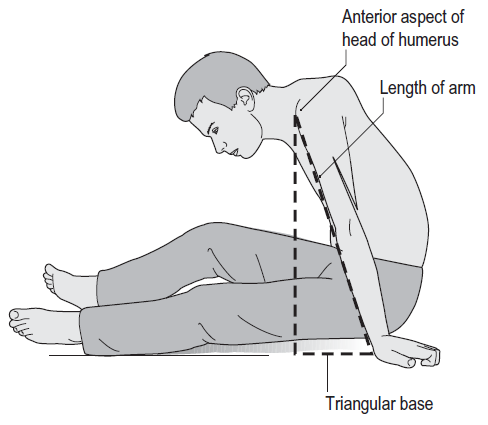 Anterior aspect of
head of humerus
Length of arm
Triangular base